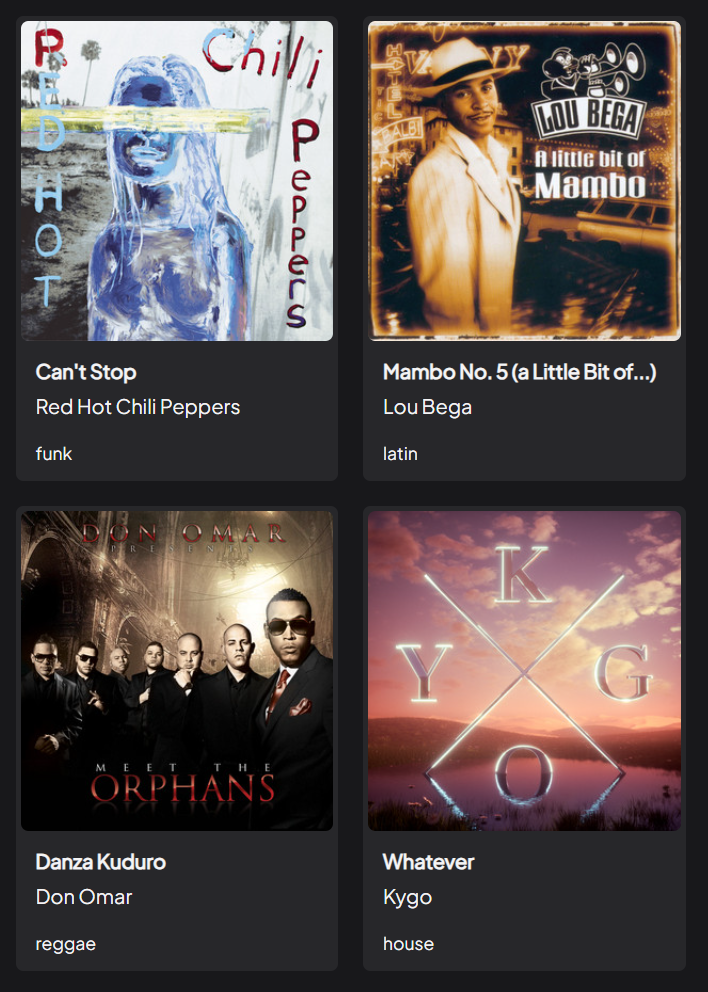 RED HOT
Chili
Peppers
Can't Stop
Red Hot Chili Peppers
funk
HOTEL
LOU BEGA
A little bit of
Mambo
Mambo No. 5 (a Little Bit of...)
Lou Bega
latin
DON OMAR
PRESENTS
MEET THE
ORPHANS
Danza Kuduro
Don Omar
reggae
K
Y G
O
Whatever
Kygo
house